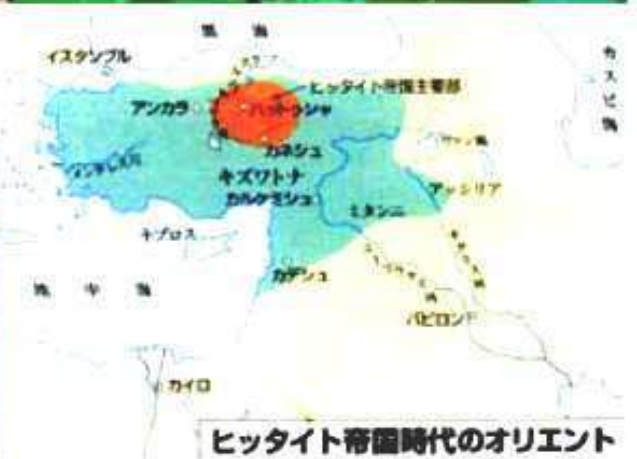 黒海
イスタンブル
カスピ海
ヒッタイト帝国主要部
アンカラ
ハットゥシャ
カネシュ
キズワトナ
カルケミシュ
アッシリア
ミタンニ
キプロス
カデシュ
地中海
バビロン
カイロ
ヒッタイト帝国時代のオリエント